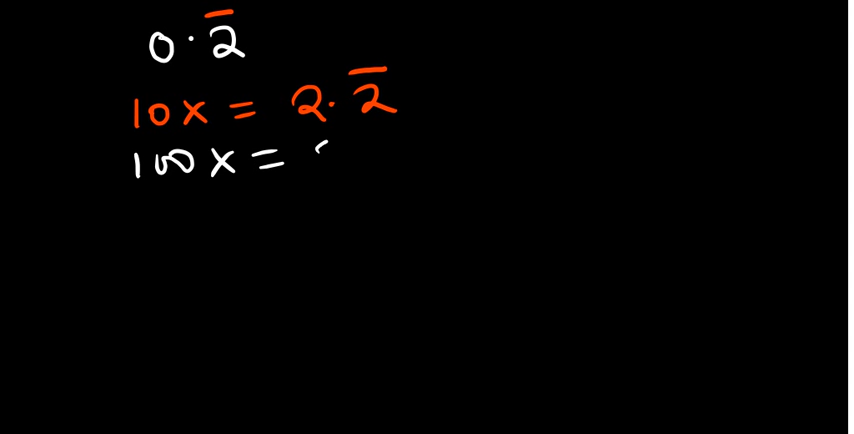 0.2̅
10x = 2.2̅
100x =